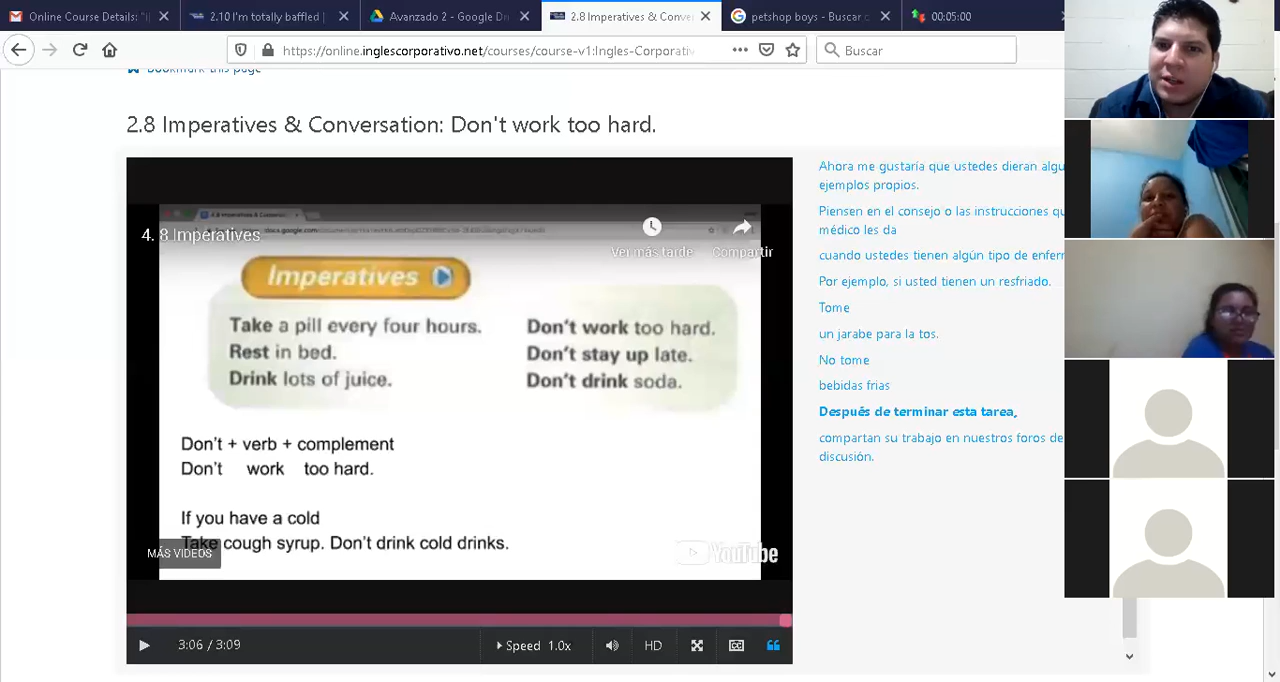 Online Course Details: "I
2.10 I'm totally baffled |
Avanzado 2 - Google Dr
2.8 Imperatives & Conver
petshop boys - Buscar c
00:05:00
https://online.inglescorporativo.net/courses/course-v1:Ingles-Corporativ
Buscar
Bookmark this page
2.8 Imperatives & Conversation: Don't work too hard.
4. 8 Imperatives
Ver más tarde
Compartir
Imperatives
Take a pill every four hours.
Rest in bed.
Drink lots of juice.
Don't work too hard.
Don't stay up late.
Don't drink soda.
Don't + verb + complement
Don't work too hard.
If you have a cold
Take cough syrup. Don't drink cold drinks.
MÁS VIDEOS
YouTube
3:06 / 3:09
Speed 1.0x
HD
Ahora me gustaría que ustedes dieran algu
ejemplos propios.
Piensen en el consejo o las instrucciones qu
médico les da
cuando ustedes tienen algún tipo de enfer
Por ejemplo, si usted tienen un resfriado.
Tome
un jarabe para la tos.
No tome
bebidas frias
Después de terminar esta tarea,
compartan su trabajo en nuestros foros de
discusión.